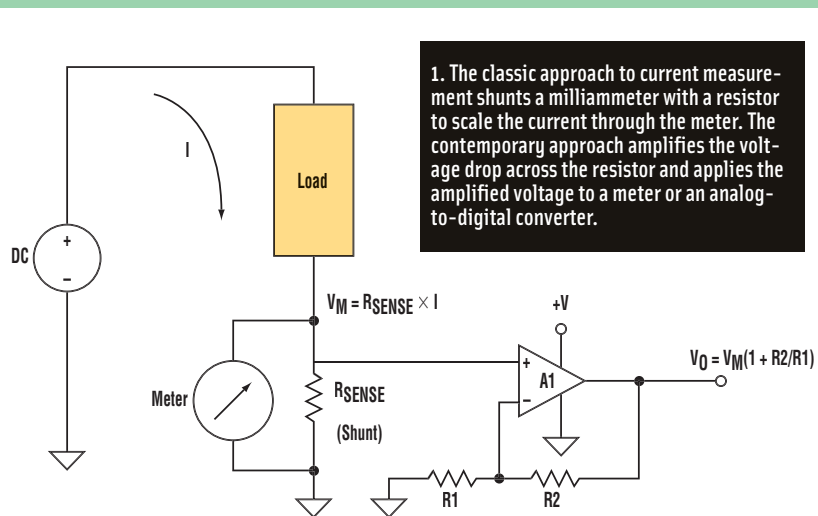 1. The classic approach to current measure-
ment shunts a milliammeter with a resistor
to scale the current through the meter. The
contemporary approach amplifies the volt-
age drop across the resistor and applies the
amplified voltage to a meter or an analog-
to-digital converter.
I
Load
DC
+
–
VM = RSENSE × I
+V
Meter
RSENSE
(Shunt)
+
A1
–
VO = VM(1 + R2/R1)
R1
R2